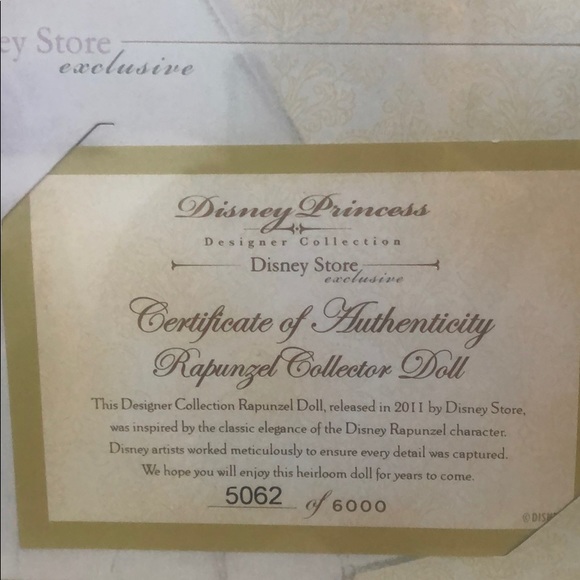 ey Store
exclusive
Disney Princess
Designer Collection
Disney Store
exclusive
Certificate of Authenticity
Rapunzel Collector Doll
This Designer Collection Rapunzel Doll, released in 2011 by Disney Store,
was inspired by the classic elegance of the Disney Rapunzel character.
Disney artists worked meticulously to ensure every detail was captured.
We hope you will enjoy this heirloom doll for years to come.
5062 of 6000
©DISN